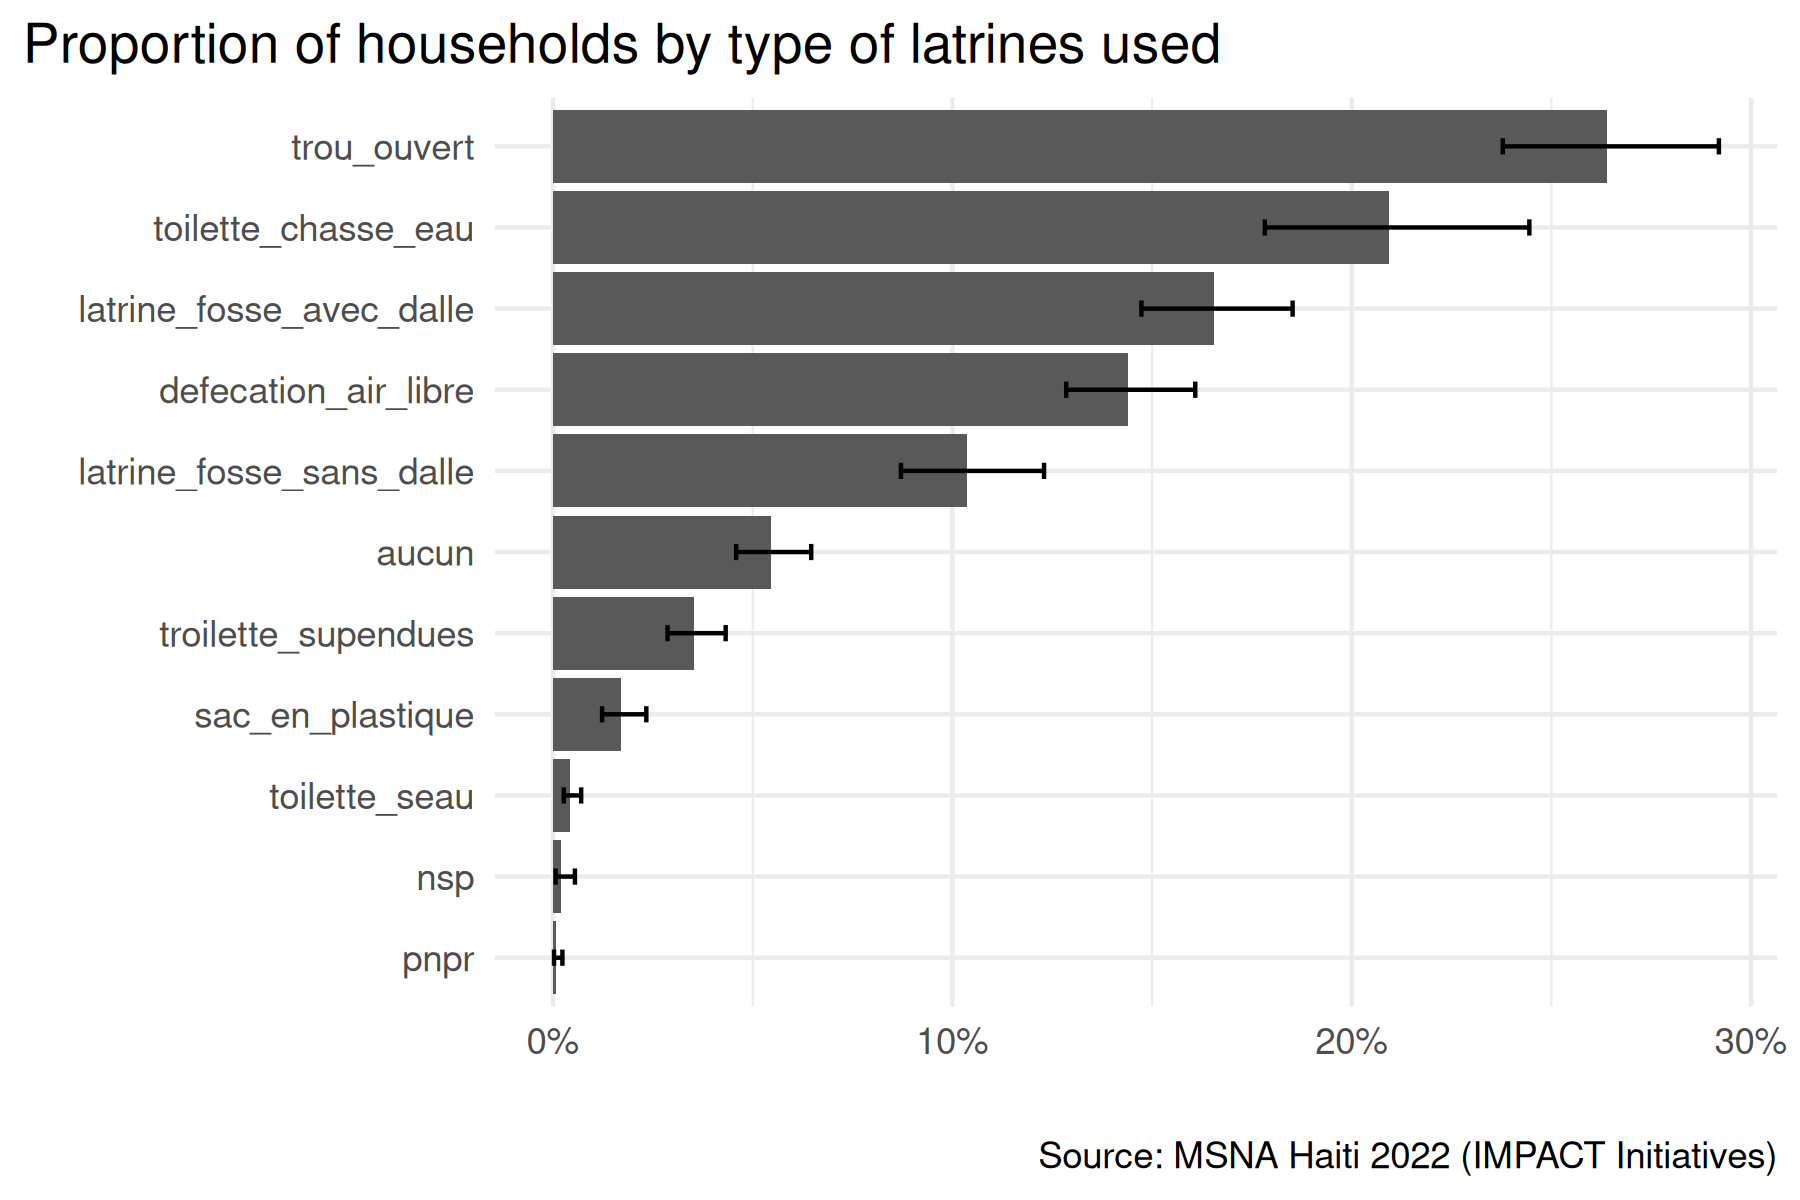 Proportion of households by type of latrines used
trou_ouvert
toilette_chasse_eau
latrine_fosse_avec_dalle
defecation_air_libre
latrine_fosse_sans_dalle
aucun
troilette_supendues
sac_en_plastique
toilette_seau
nsp
pnpr
0% 10% 20% 30%
Source: MSNA Haiti 2022 (IMPACT Initiatives)